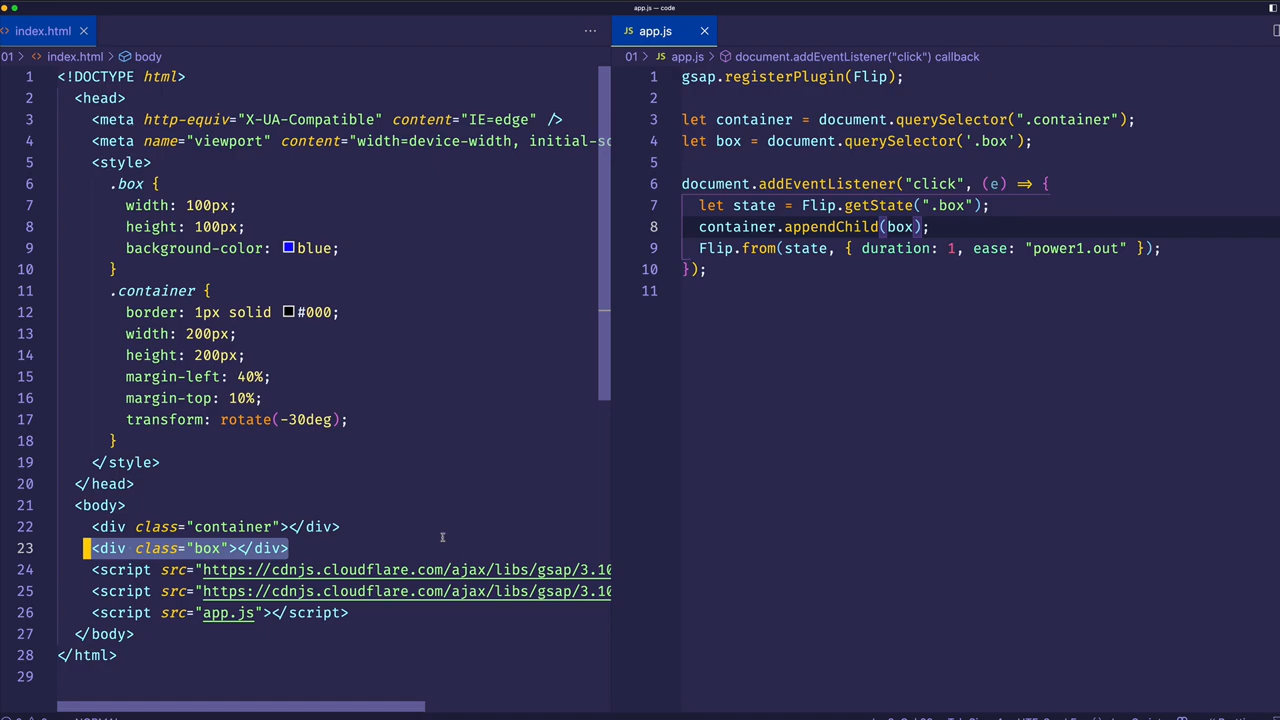 app.js — code
index.html
app.js
01 > index.html > body
01 > app.js > document.addEventListener("click") callback
1 <!DOCTYPE html>
2 <head>
3 <meta http-equiv="X-UA-Compatible" content="IE=edge" />
4 <meta name="viewport" content="width=device-width, initial-sc
5 <style>
6 .box {
7 width: 100px;
8 height: 100px;
9 background-color: blue;
10 }
11 .container {
12 border: 1px solid #000;
13 width: 200px;
14 height: 200px;
15 margin-left: 40%;
16 margin-top: 10%;
17 transform: rotate(-30deg);
18 }
19 </style>
20 </head>
21 <body>
22 <div class="container"></div>
23 <div class="box"></div>
24 <script src="https://cdnjs.cloudflare.com/ajax/libs/gsap/3.10
25 <script src="https://cdnjs.cloudflare.com/ajax/libs/gsap/3.10
26 <script src="app.js"></script>
27 </body>
28 </html>
29
1 gsap.registerPlugin(Flip);
2
3 let container = document.querySelector(".container");
4 let box = document.querySelector('.box');
5
6 document.addEventListener("click", (e) => {
7 let state = Flip.getState(".box");
8 container.appendChild(box);
9 Flip.from(state, { duration: 1, ease: "power1.out" });
10 });
11